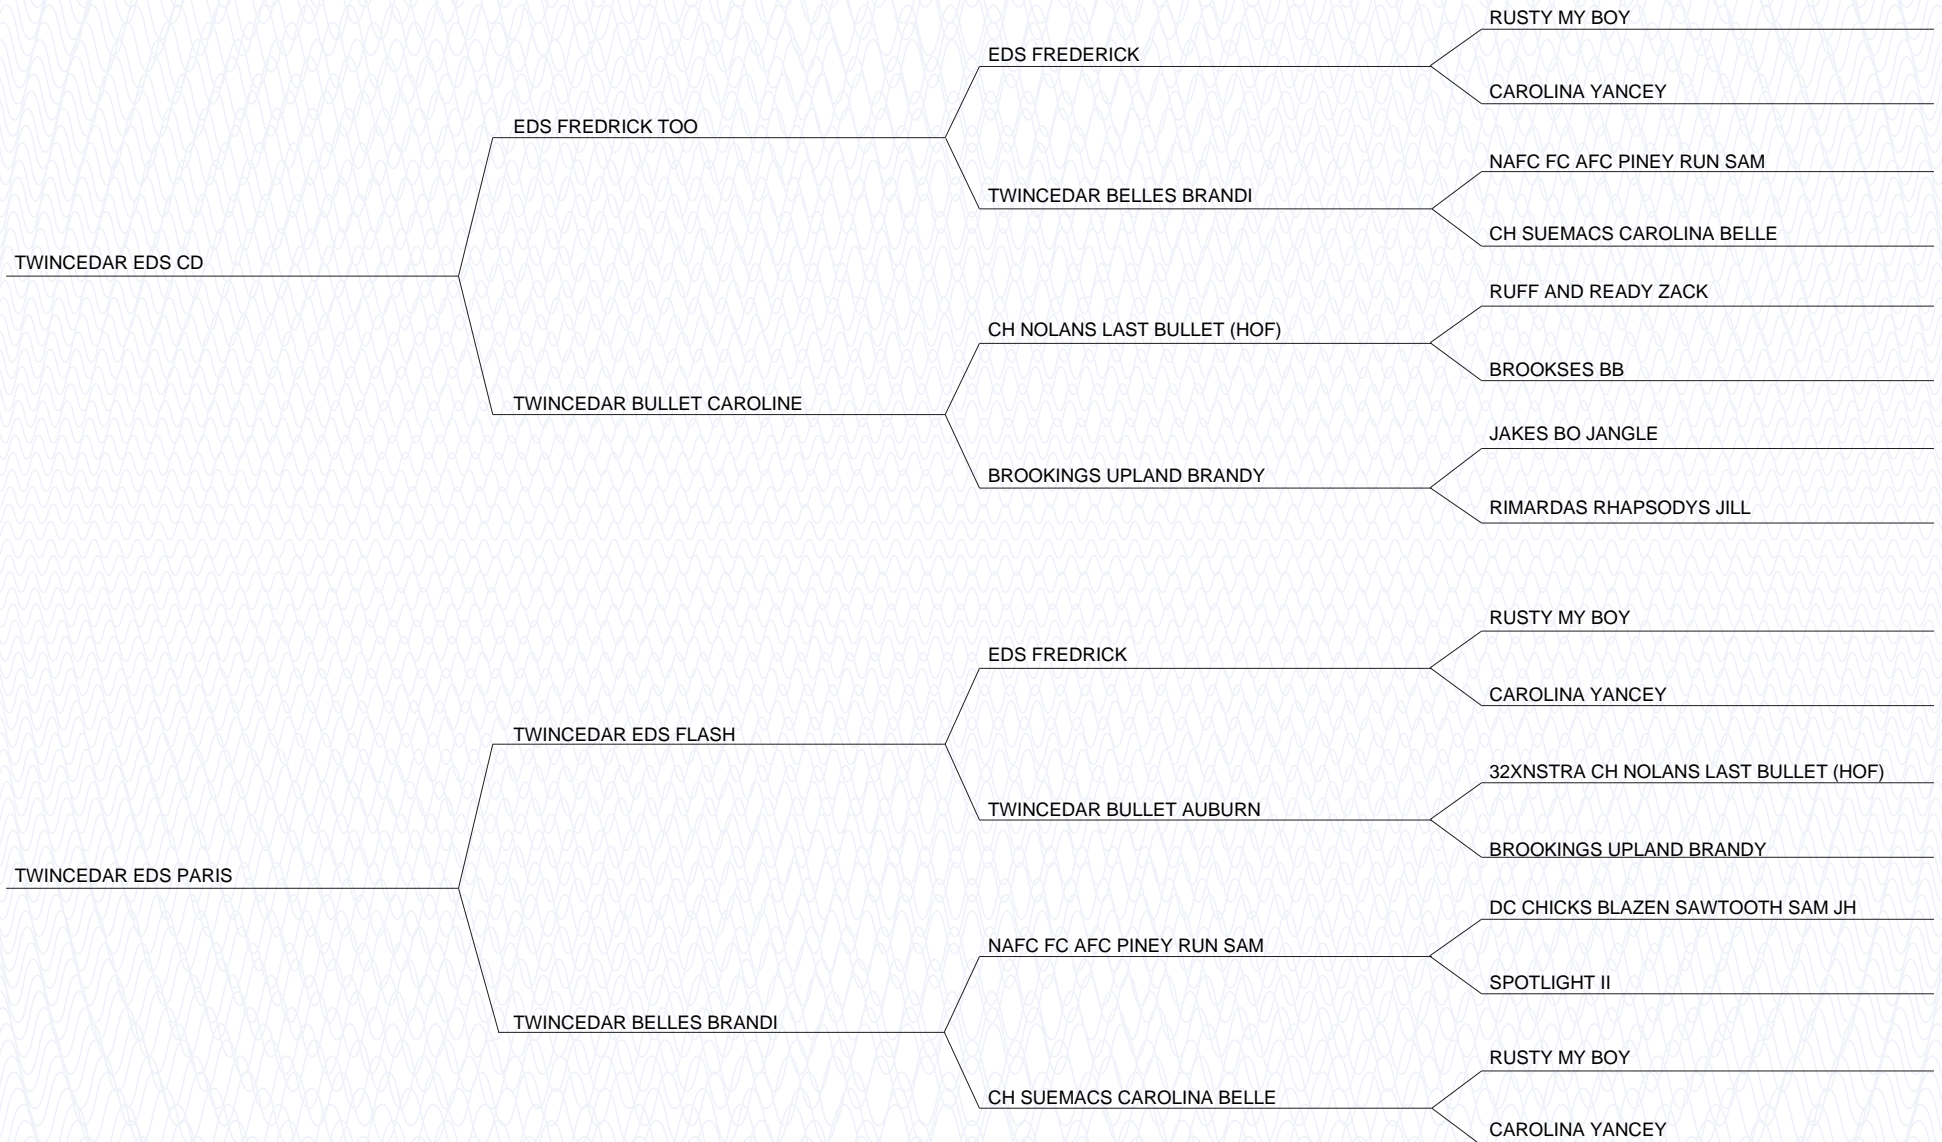 RUSTY MY BOY
EDS FREDERICK
CAROLINA YANCEY
EDS FREDRICK TOO
NAFC FC AFC PINEY RUN SAM
TWINCEDAR BELLES BRANDI
CH SUEMACS CAROLINA BELLE
TWINCEDAR EDS CD
RUFF AND READY ZACK
CH NOLANS LAST BULLET (HOF)
BROOKSES BB
TWINCEDAR BULLET CAROLINE
JAKES BO JANGLE
BROOKINGS UPLAND BRANDY
RIMARDAS RHAPSODYS JILL
RUSTY MY BOY
EDS FREDRICK
CAROLINA YANCEY
TWINCEDAR EDS FLASH
32XNSTRA CH NOLANS LAST BULLET (HOF)
TWINCEDAR BULLET AUBURN
BROOKINGS UPLAND BRANDY
TWINCEDAR EDS PARIS
DC CHICKS BLAZEN SAWTOOTH SAM JH
NAFC FC AFC PINEY RUN SAM
SPOTLIGHT II
TWINCEDAR BELLES BRANDI
RUSTY MY BOY
CH SUEMACS CAROLINA BELLE
CAROLINA YANCEY